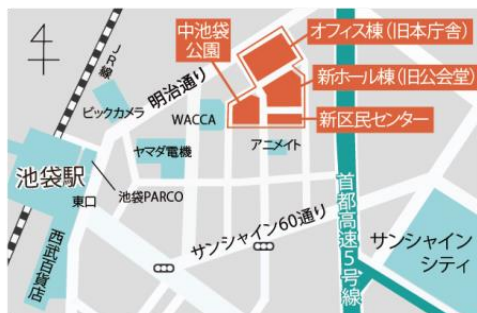 中池袋
公園
オフィス棟（旧本庁舎）
新ホール棟（旧公会堂）
新区民センター
JR線
明治通り
ビックカメラ
WACCA
ヤマダ電機
アニメイト
池袋駅
東口
池袋PARCO
西武百貨店
サンシャイン60通り
首都高速5号線
サンシャイン
シティ